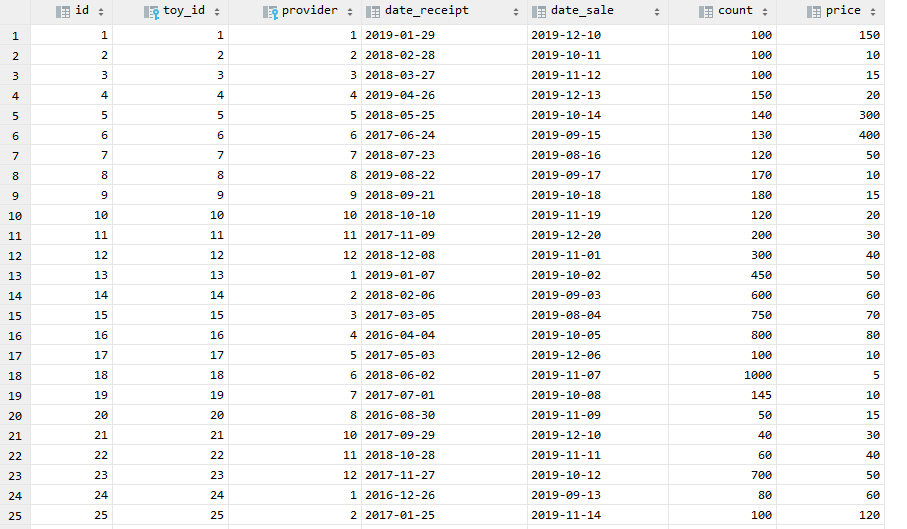 id toy_id provider date_receipt date_sale count price
1 1 1 1 2019-01-29 2019-12-10 100 150
2 2 2 2 2018-02-28 2019-10-11 100 10
3 3 3 3 2018-03-27 2019-11-12 100 15
4 4 4 4 2019-04-26 2019-12-13 150 20
5 5 5 5 2018-05-25 2019-10-14 140 300
6 6 6 6 2017-06-24 2019-09-15 130 400
7 7 7 7 2018-07-23 2019-08-16 120 50
8 8 8 8 2019-08-22 2019-09-17 170 10
9 9 9 9 2018-09-21 2019-10-18 180 15
10 10 10 10 2018-10-10 2019-11-19 120 20
11 11 11 11 2017-11-09 2019-12-20 200 30
12 12 12 12 2018-12-08 2019-11-01 300 40
13 13 13 1 2019-01-07 2019-10-02 450 50
14 14 14 2 2018-02-06 2019-09-03 600 60
15 15 15 3 2017-03-05 2019-08-04 750 70
16 16 16 4 2016-04-04 2019-10-05 800 80
17 17 17 5 2017-05-03 2019-12-06 100 10
18 18 18 6 2018-06-02 2019-11-07 1000 5
19 19 19 7 2017-07-01 2019-10-08 145 10
20 20 20 8 2016-08-30 2019-11-09 50 15
21 21 21 10 2017-09-29 2019-12-10 40 30
22 22 22 11 2018-10-28 2019-11-11 60 40
23 23 23 12 2017-11-27 2019-10-12 700 50
24 24 24 1 2016-12-26 2019-09-13 80 60
25 25 25 2 2017-01-25 2019-11-14 100 120